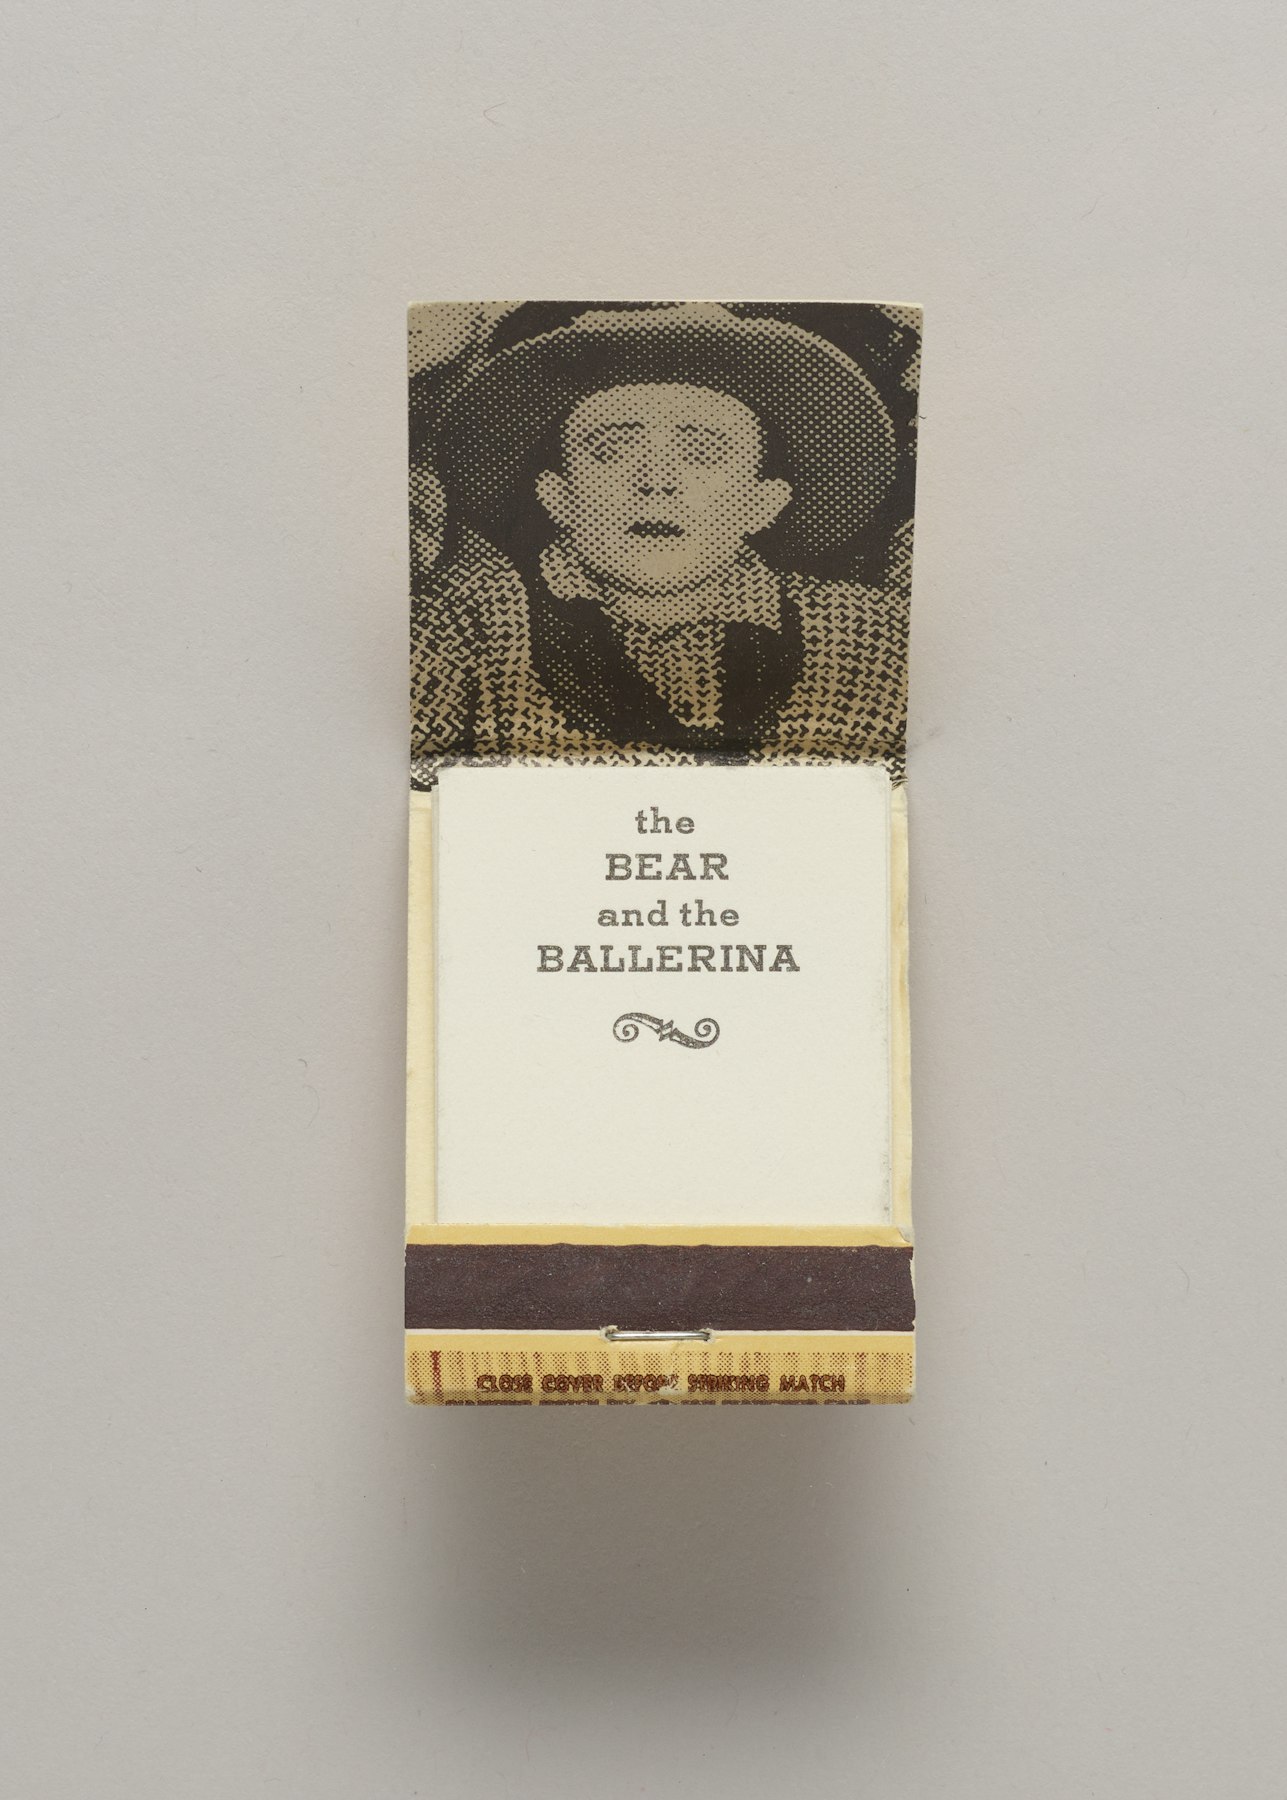 the
BEAR
and the
BALLERINA
CLOSE COVER BEFORE STRIKING MATCH